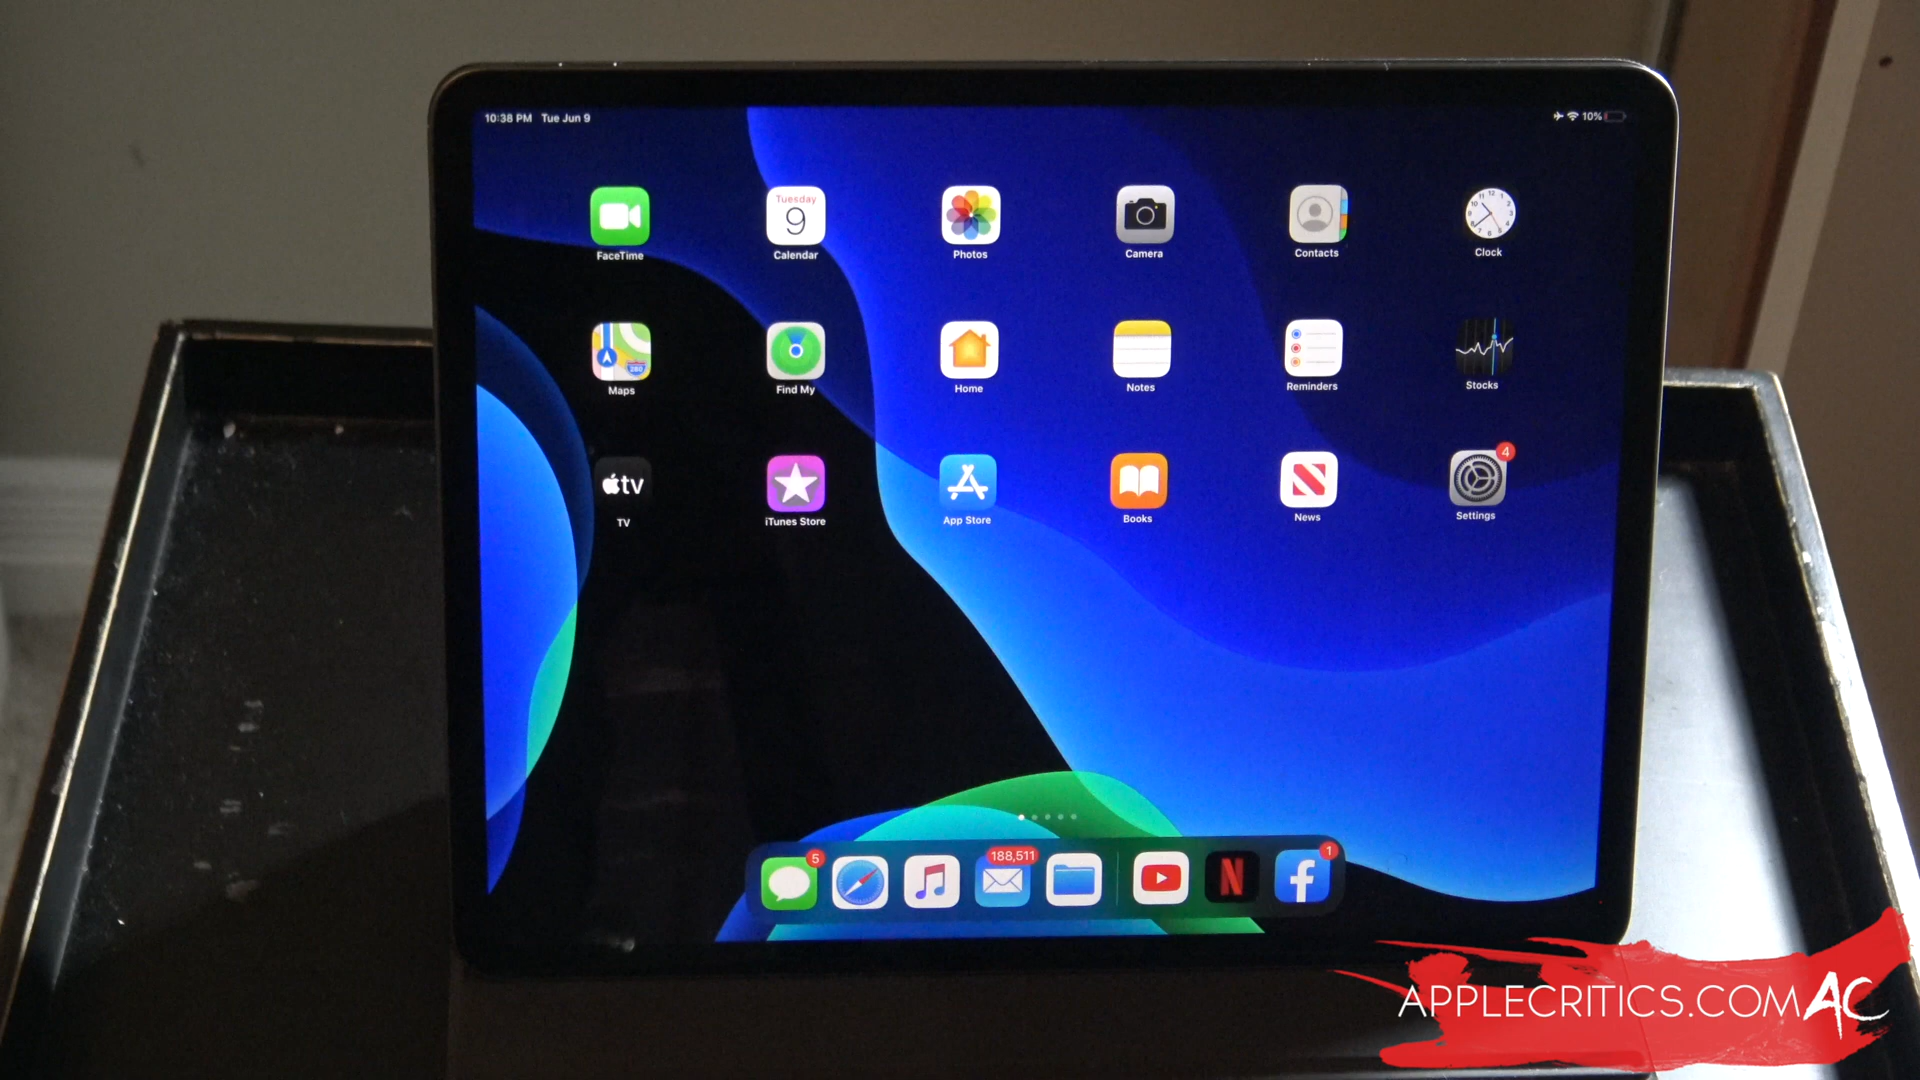 10:38 PM Tue Jun 9
10%
FaceTime
Tuesday
9
Calendar
Photos
Camera
Contacts
Clock
280
Maps
Find My
Home
Notes
Reminders
Stocks
tv
TV
iTunes Store
App Store
Books
News
4
Settings
5
188,511
N
f
1
APPLECRITICS.COM AC